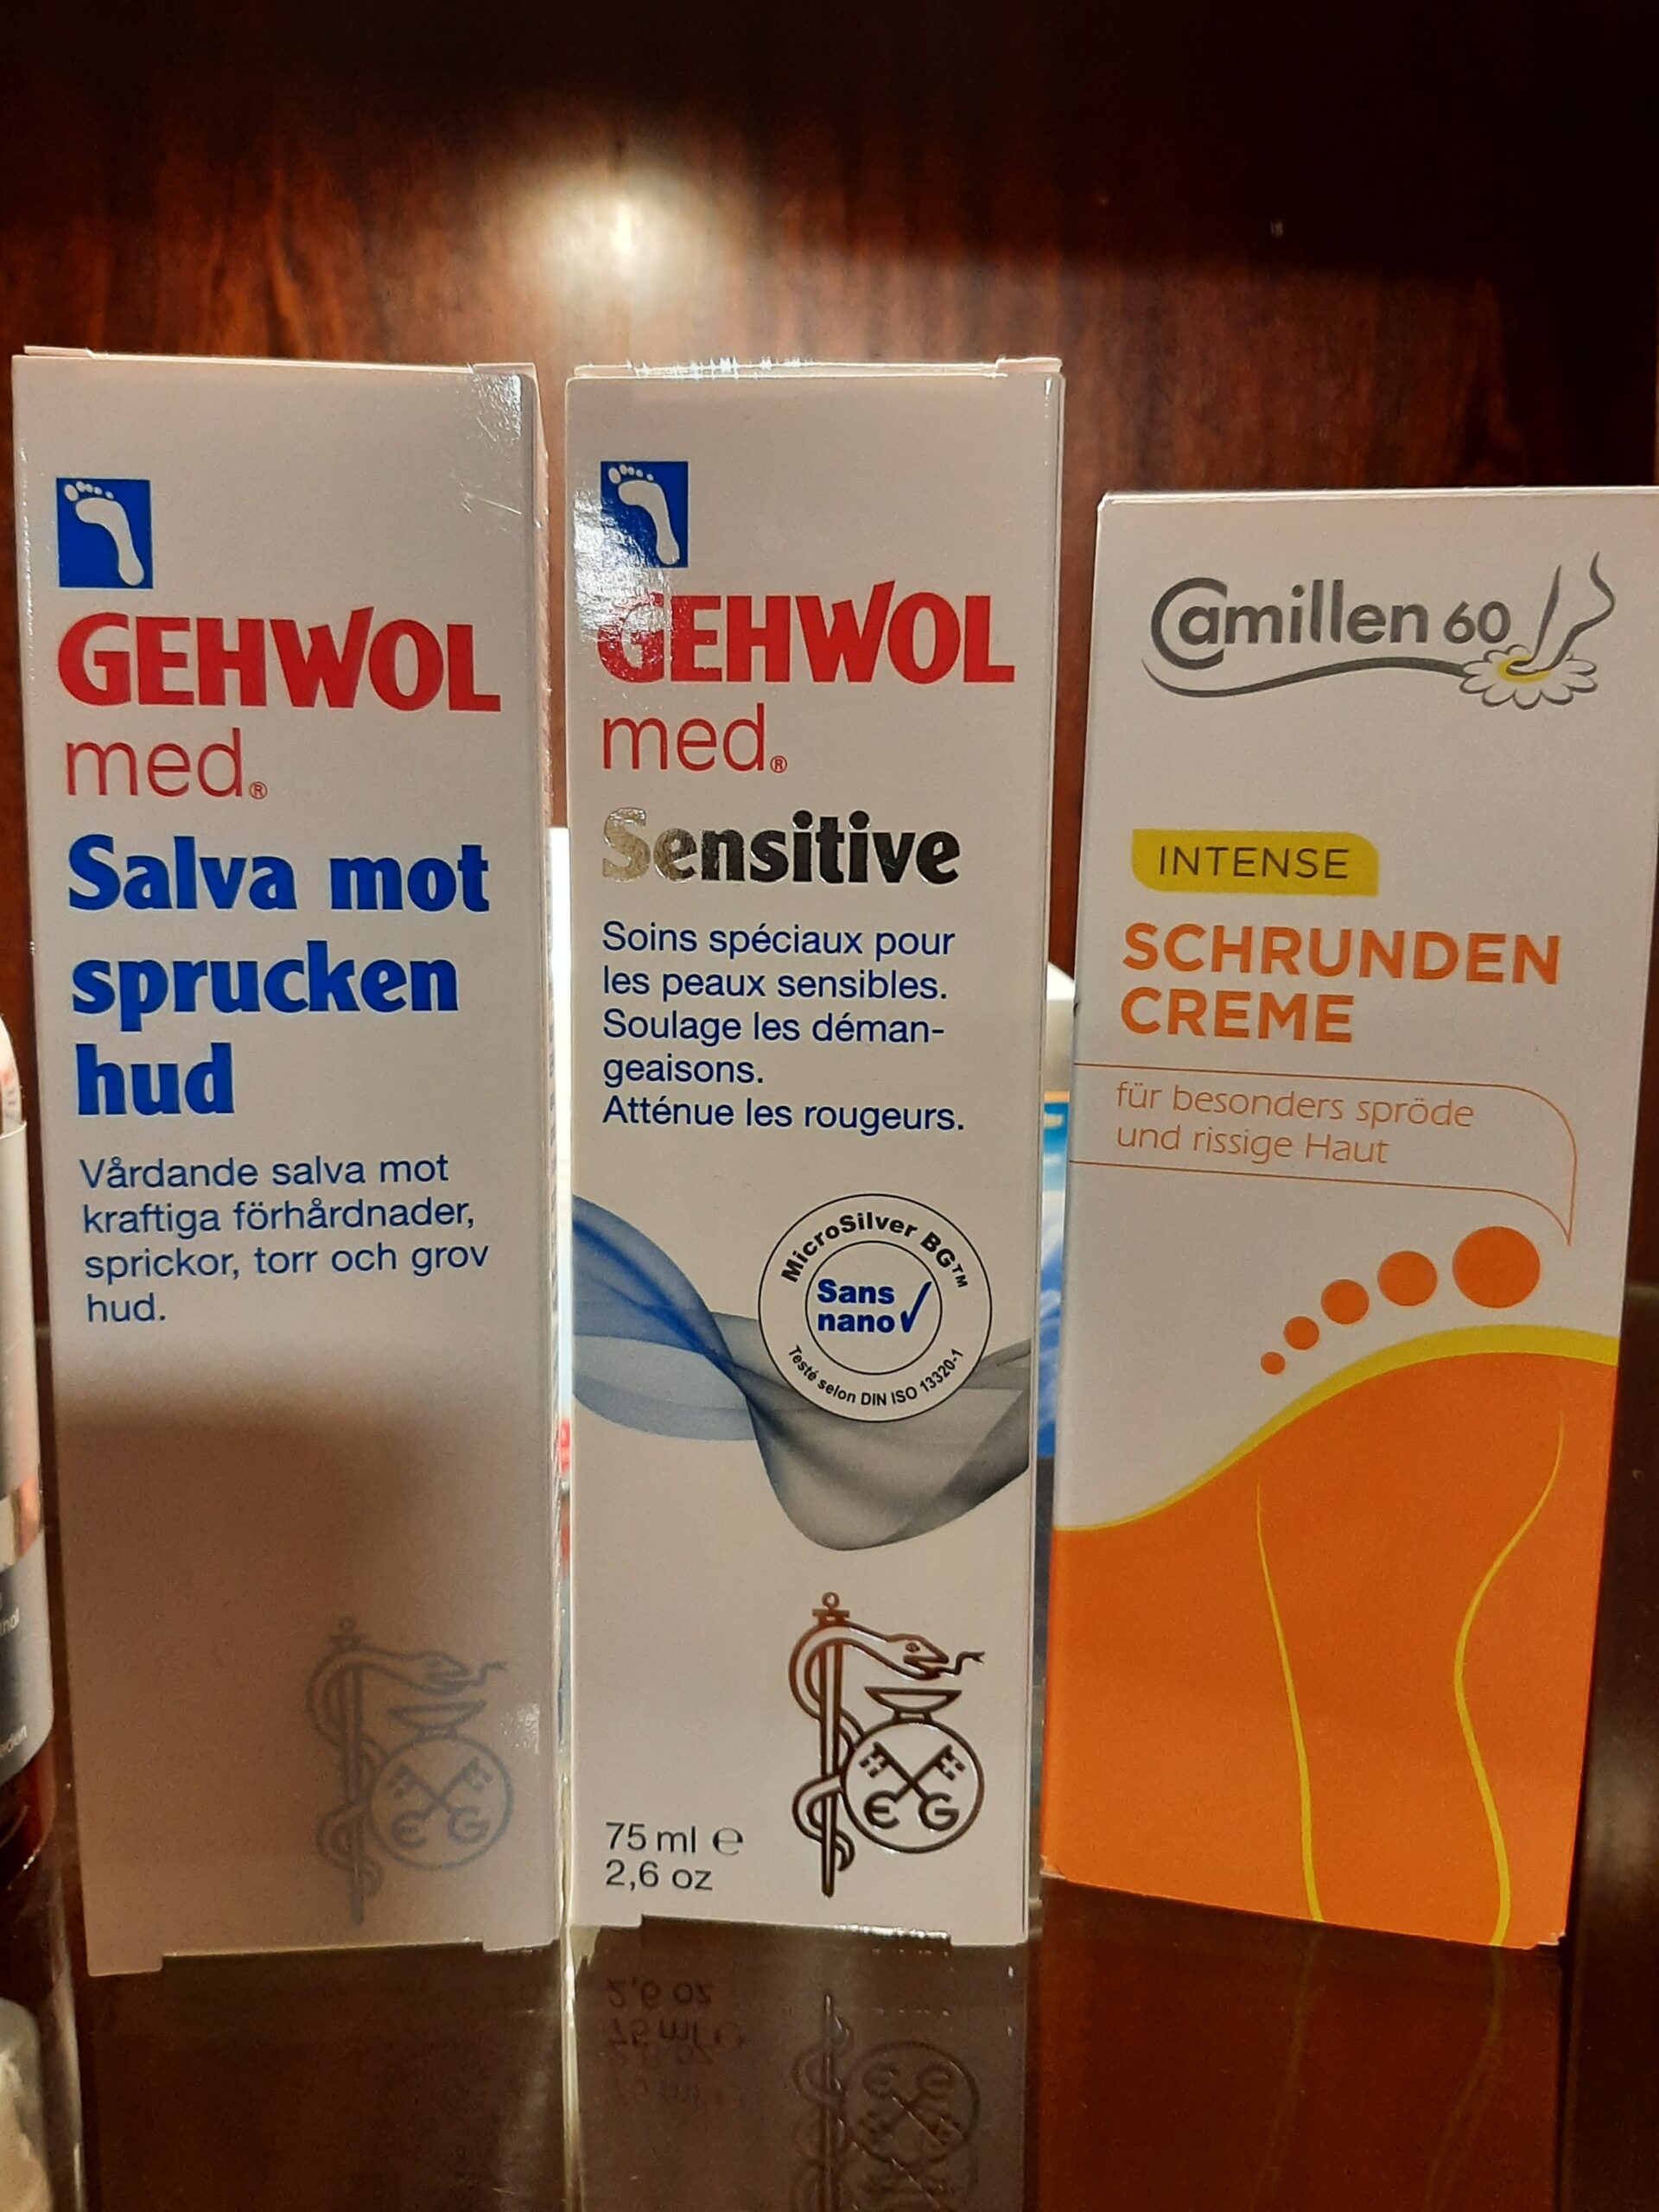 GEHWOL
med®
Salva mot
sprucken
hud
Vårdande salva mot
kraftiga förhårdnader,
sprickor, torr och grov
hud.
E G
GEHWOL
med®
Sensitive
Soins spéciaux pour
les peaux sensibles.
Soulage les déman-
geaisons.
Atténue les rougeurs.
MicroSilver BG™
Sans
nano
Testé selon DIN ISO 13320-1
E G
75 ml ℮
2,6 oz
Camillen 60
INTENSE
SCHRUNDEN
CREME
für besonders spröde
und rissige Haut